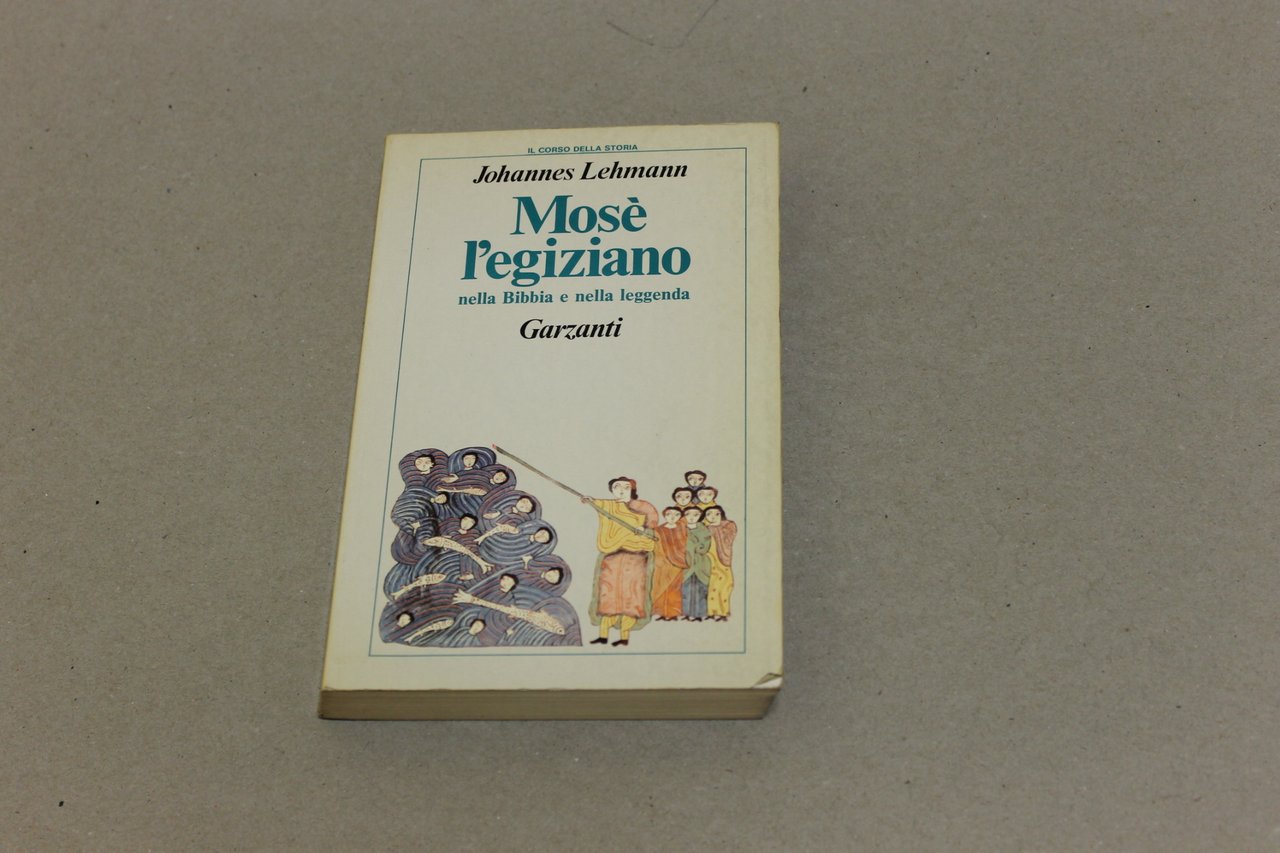 IL CORSO DELLA STORIA
Johannes Lehmann
Mosè
l'egiziano
nella Bibbia e nella leggenda
Garzanti